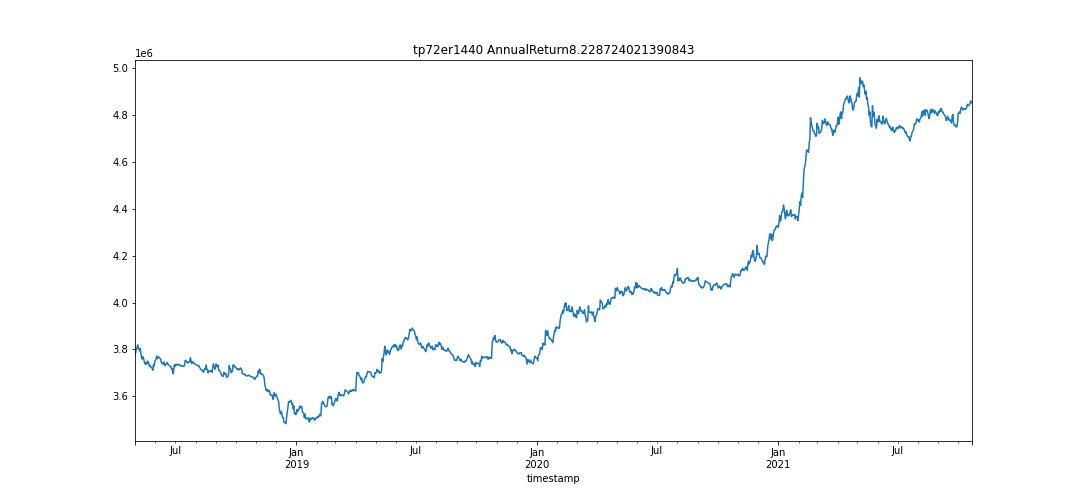 tp72er1440 AnnualReturn8.228724021390843
1e6
5.0
4.8
4.6
4.4
4.2
4.0
3.8
3.6
Jul Jan Jul Jan Jul Jan Jul
2019 2020 2021
timestamp